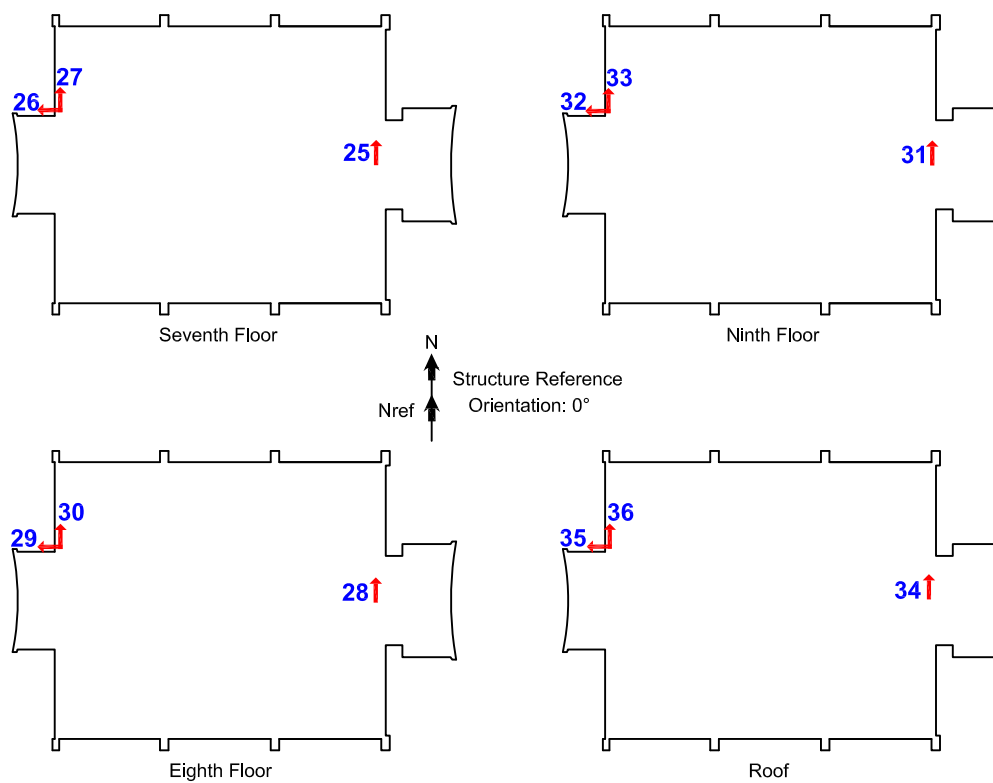 27
33
26
32
25
31
Seventh Floor
Ninth Floor
N
Structure Reference
Nref
Orientation: 0°
30
36
29
35
28
34
Eighth Floor
Roof